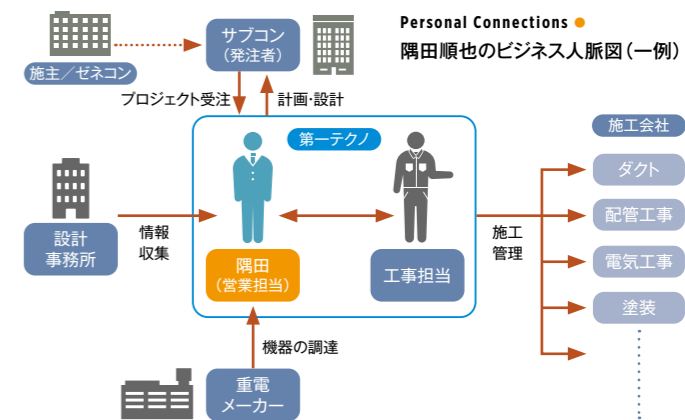 Personal Connections
隅田順也のビジネス人脈図(一例)
サブコン
(発注者)
施主/ゼネコン
プロジェクト受注
計画・設計
第一テクノ
施工会社
ダクト
配管工事
電気工事
塗装
設計
事務所
情報
収集
隅田
(営業担当)
工事担当
施工
管理
機器の調達
重電
メーカー